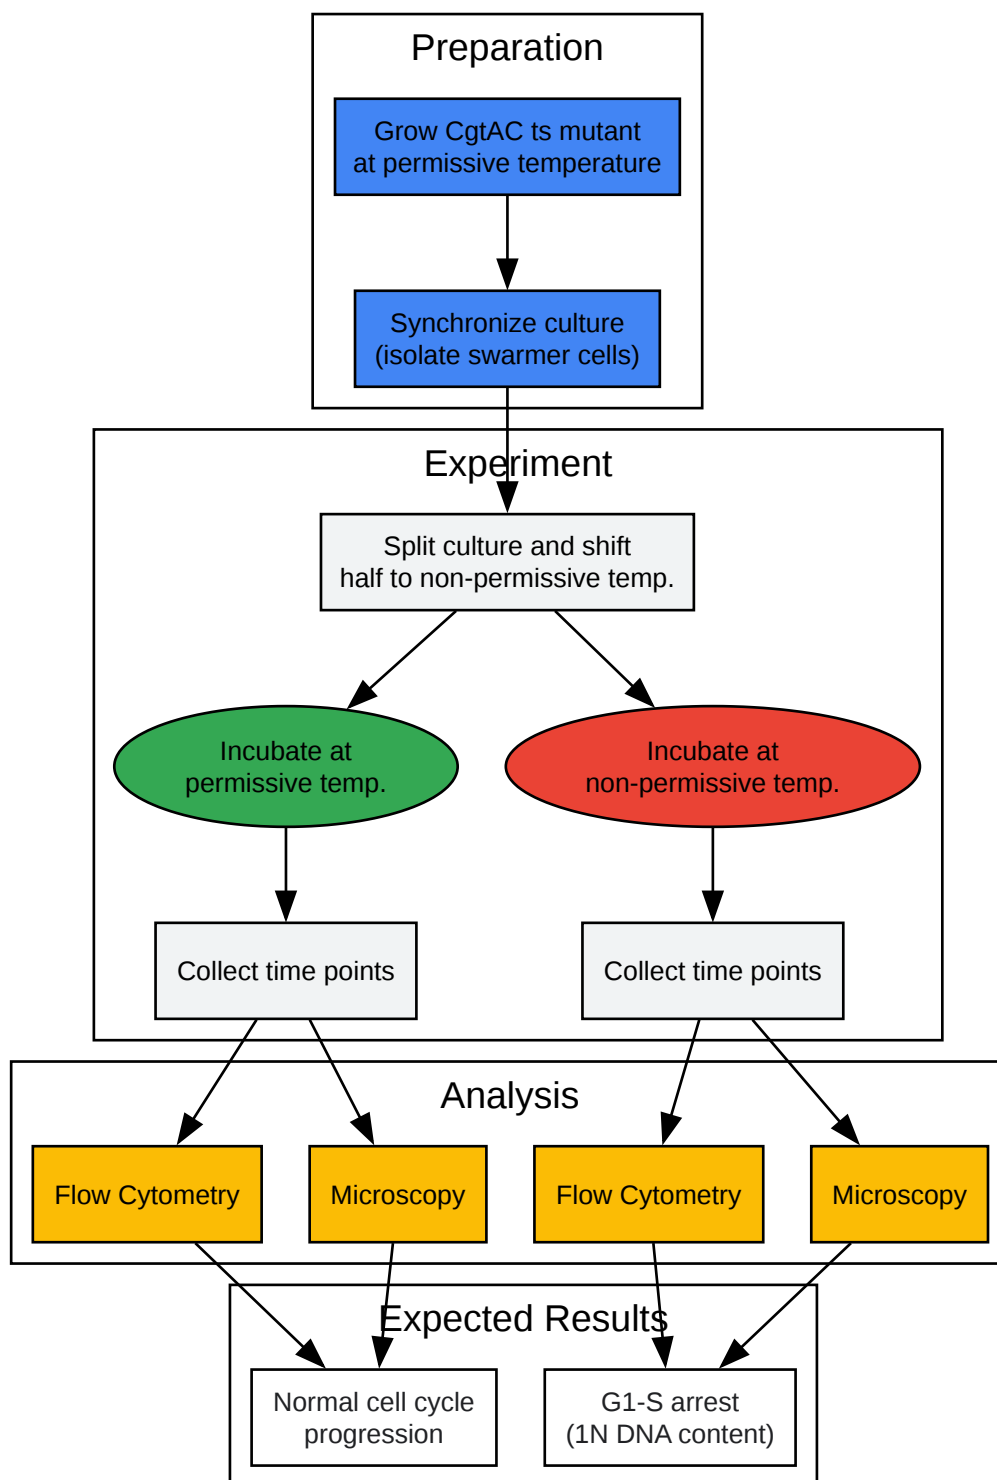 Preparation
Grow CgtAC ts mutant
at permissive temperature
Synchronize culture
(isolate swarmer cells)
Experiment
Split culture and shift
half to non-permissive temp.
Incubate at
permissive temp.
Incubate at
non-permissive temp.
Collect time points
Collect time points
Analysis
Flow Cytometry
Microscopy
Flow Cytometry
Microscopy
Expected Results
Normal cell cycle
progression
G1-S arrest
(1N DNA content)